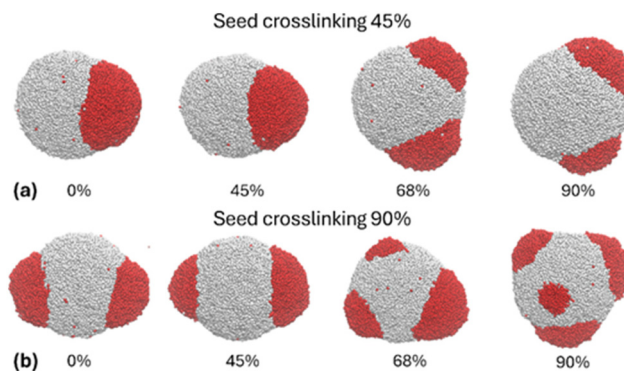 Seed crosslinking 45%
(a) 0% 45% 68% 90%
Seed crosslinking 90%
(b) 0% 45% 68% 90%